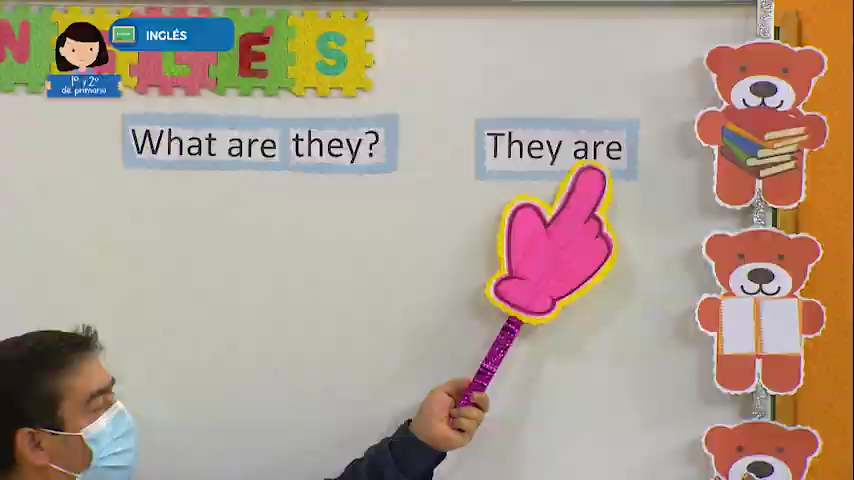 INGLÉS
1º y 2º
de primaria
N L E S
What are they?
They are